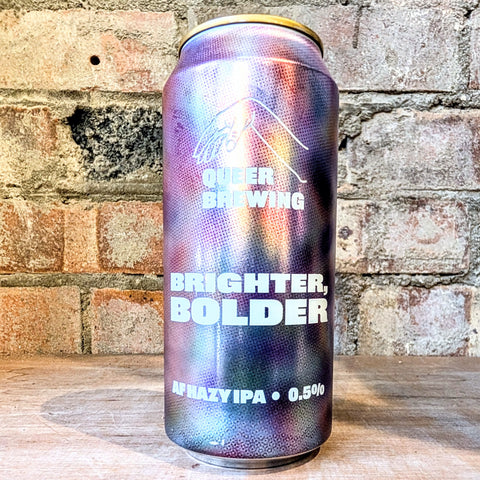 QUEER
BREWING
BRIGHTER,
BOLDER
AF HAZY IPA • 0.5%